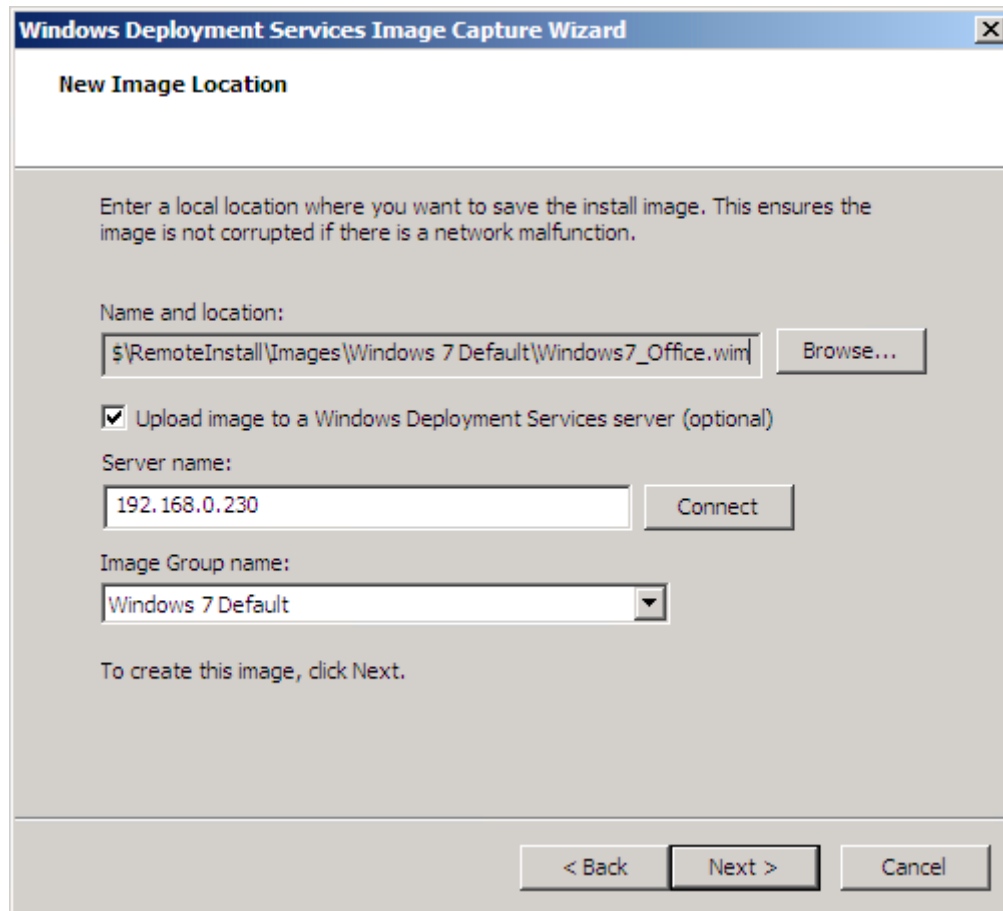 Windows Deployment Services Image Capture Wizard
New Image Location
Enter a local location where you want to save the install image. This ensures the
image is not corrupted if there is a network malfunction.
Name and location:
$\RemoteInstall\Images\Windows 7 Default\Windows7_Office.wim
Browse...
Upload image to a Windows Deployment Services server (optional)
Server name:
192.168.0.230
Connect
Image Group name:
Windows 7 Default
To create this image, click Next.
< Back
Next >
Cancel